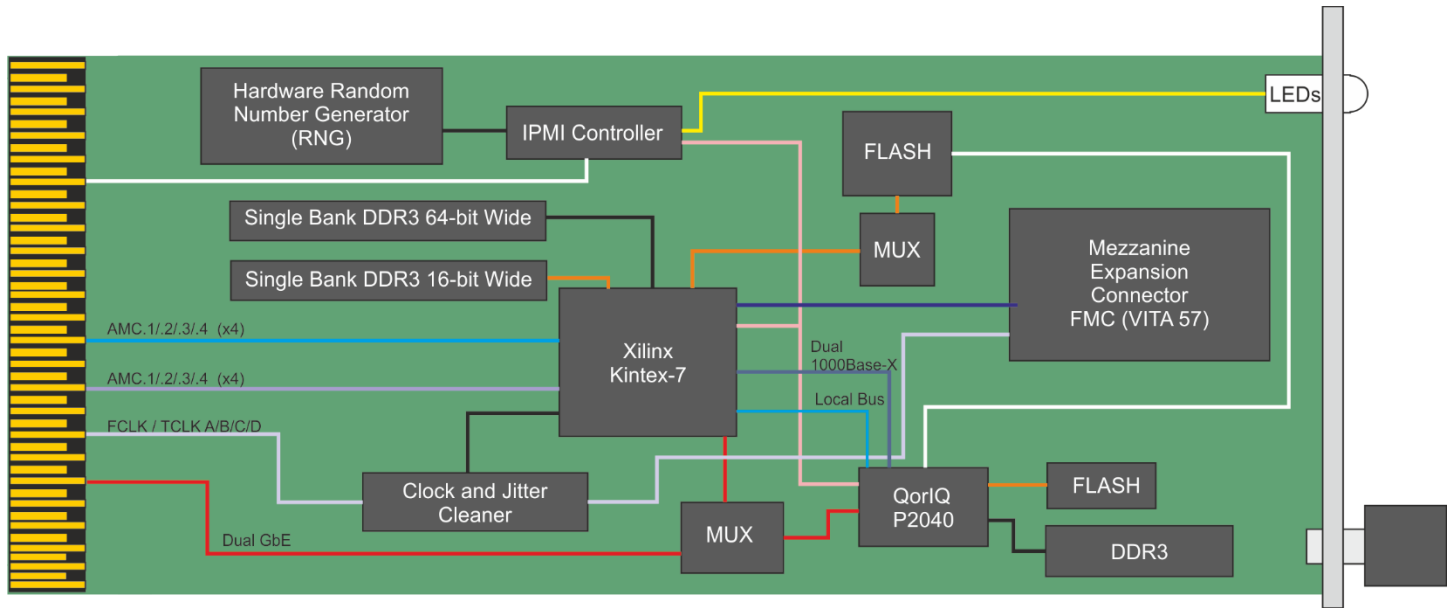 Hardware Random
Number Generator
(RNG)
IPMI Controller
LEDs
FLASH
Single Bank DDR3 64-bit Wide
MUX
Mezzanine
Expansion
Connector
FMC (VITA 57)
Single Bank DDR3 16-bit Wide
AMC.1/.2/.3/.4 (x4)
Xilinx
Kintex-7
Dual
1000Base-X
AMC.1/.2/.3/.4 (x4)
Local Bus
FCLK / TCLK A/B/C/D
Clock and Jitter
Cleaner
QorIQ
P2040
FLASH
Dual GbE
MUX
DDR3